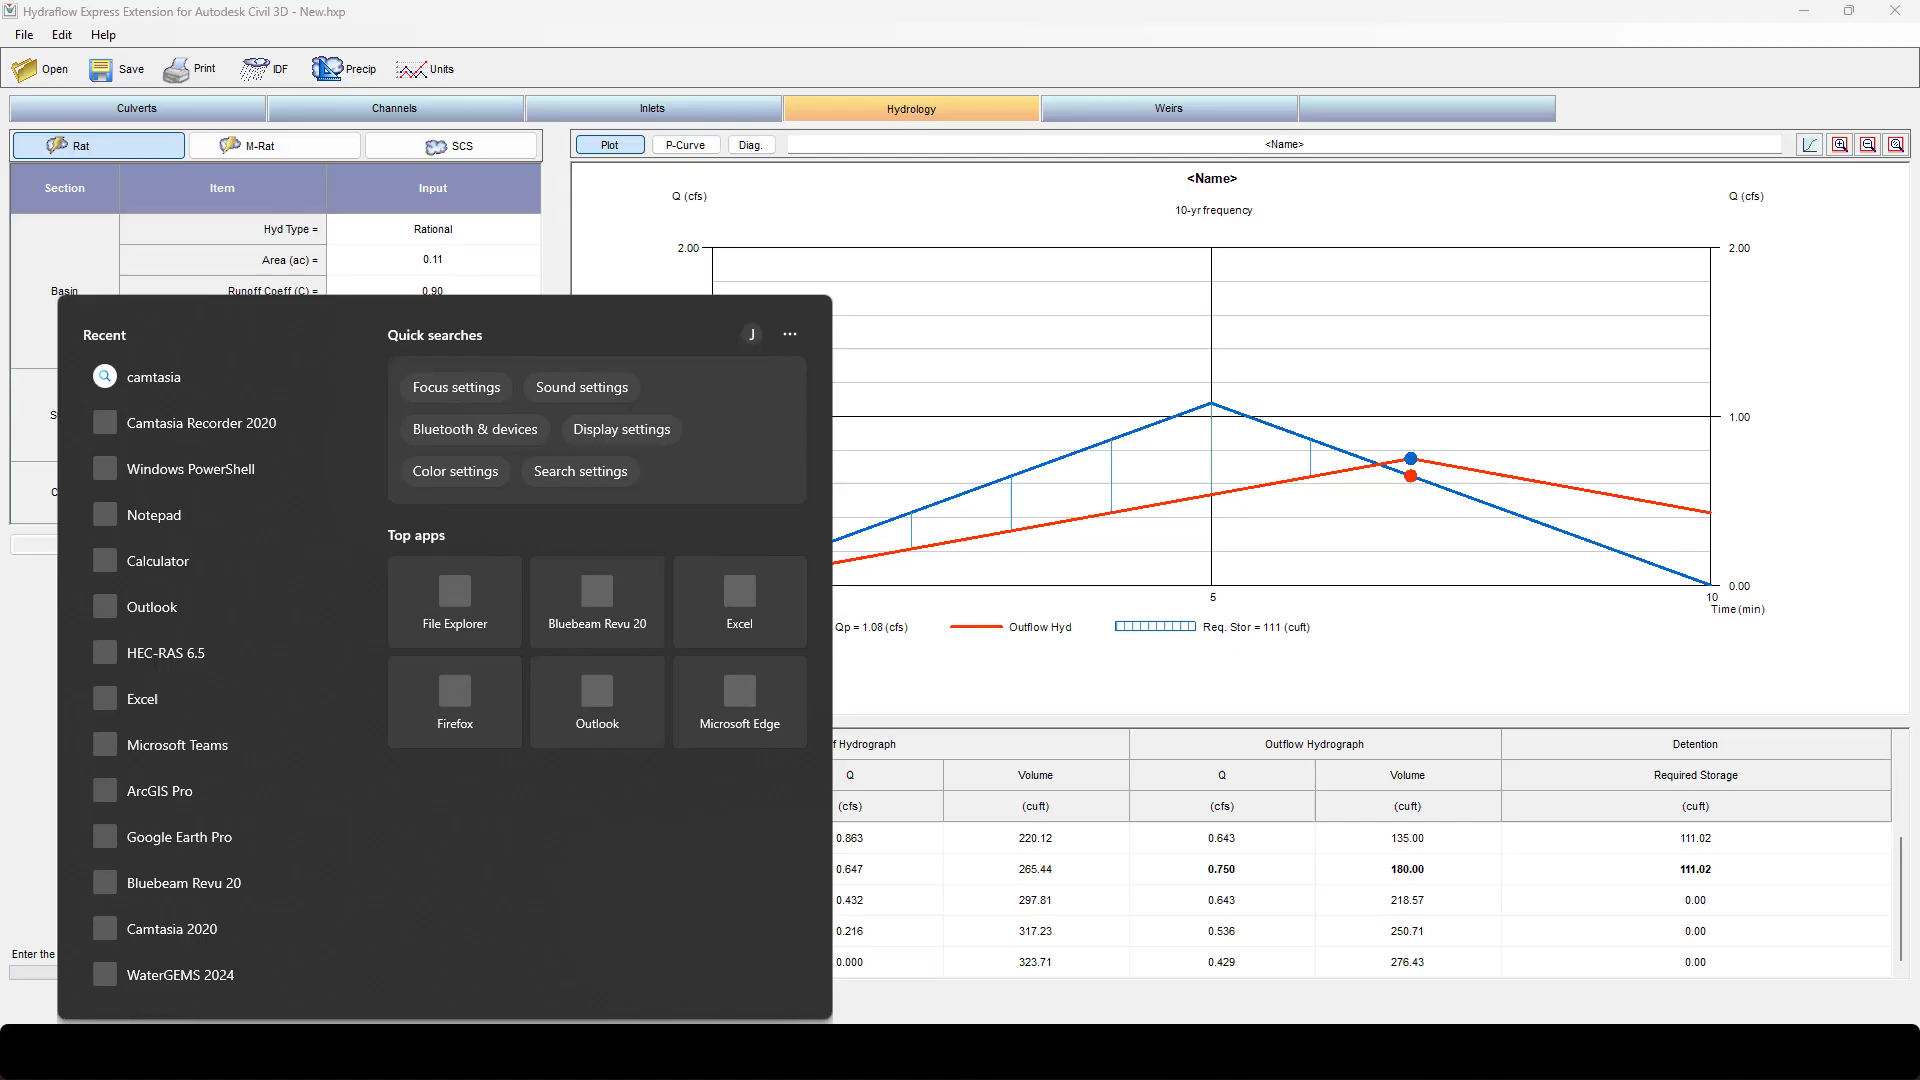 Hydraflow Express Extension for Autodesk Civil 3D - New.hxp
File Edit Help
Open Save Print IDF Precip Units
Culverts Channels Inlets Hydrology Weirs
Rat M-Rat SCS
Plot P-Curve Diag. <Name>
Section Item Input
Hyd Type = Rational
Area (ac) = 0.11
Basin Runoff Coeff (C) = 0.90
<Name>
Q (cfs) Q (cfs)
10-yr frequency
2.00 2.00
1.00
0.00
5 10
Time (min)
Qp = 1.08 (cfs) Outflow Hyd Req. Stor = 111 (cuft)
Recent
camtasia
Camtasia Recorder 2020
Windows PowerShell
Notepad
Calculator
Outlook
HEC-RAS 6.5
Excel
Microsoft Teams
ArcGIS Pro
Google Earth Pro
Bluebeam Revu 20
Camtasia 2020
WaterGEMS 2024
Quick searches J
Focus settings Sound settings
Bluetooth & devices Display settings
Color settings Search settings
Top apps
File Explorer Bluebeam Revu 20 Excel
Firefox Outlook Microsoft Edge
Hydrograph Outflow Hydrograph Detention
Q Volume Q Volume Required Storage
(cfs) (cuft) (cfs) (cuft) (cuft)
0.863 220.12 0.643 135.00 111.02
0.647 265.44 0.750 180.00 111.02
0.432 297.81 0.643 218.57 0.00
0.216 317.23 0.536 250.71 0.00
0.000 323.71 0.429 276.43 0.00
Enter the